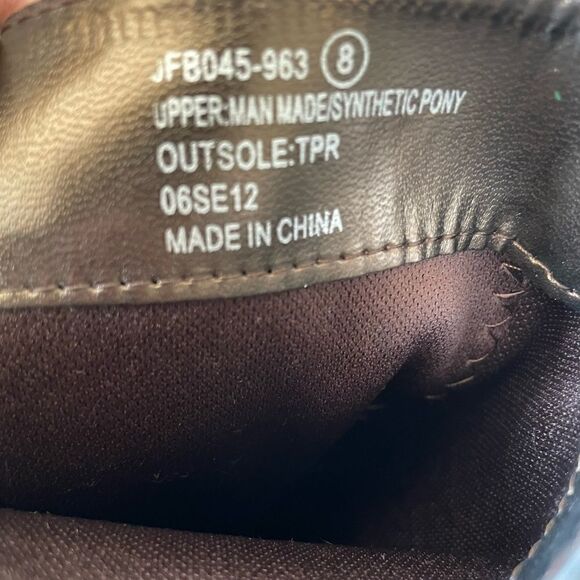 JFB045-963 8
UPPER:MAN MADE/SYNTHETIC PONY
OUTSOLE:TPR
06SE12
MADE IN CHINA